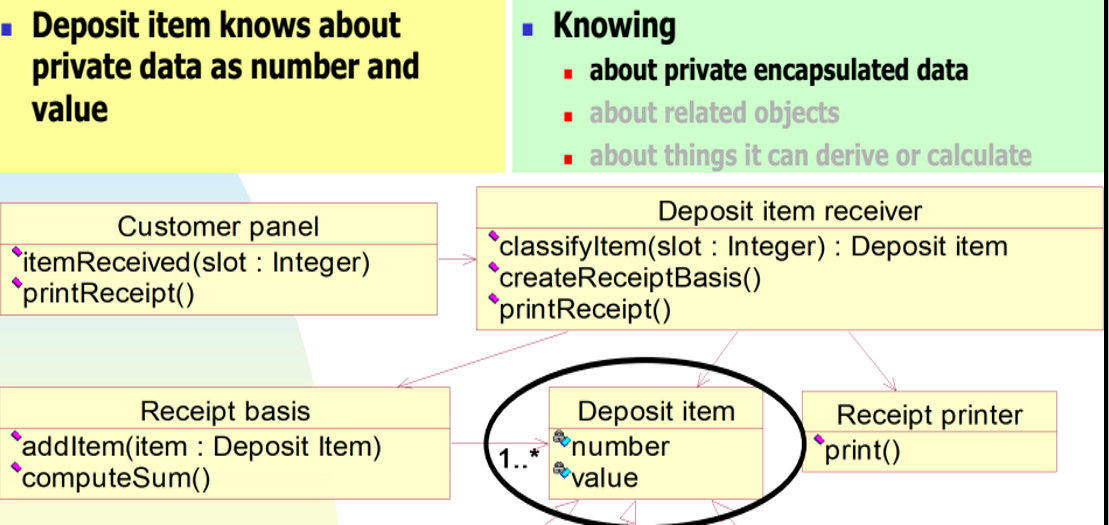 Deposit item knows about
private data as number and
value
Knowing
about private encapsulated data
about related objects
about things it can derive or calculate
Customer panel
itemReceived(slot : Integer)
printReceipt()
Deposit item receiver
classifyItem(slot : Integer) : Deposit item
createReceiptBasis()
printReceipt()
Receipt basis
addItem(item : Deposit Item)
computeSum()
1..*
Deposit item
number
value
Receipt printer
print()